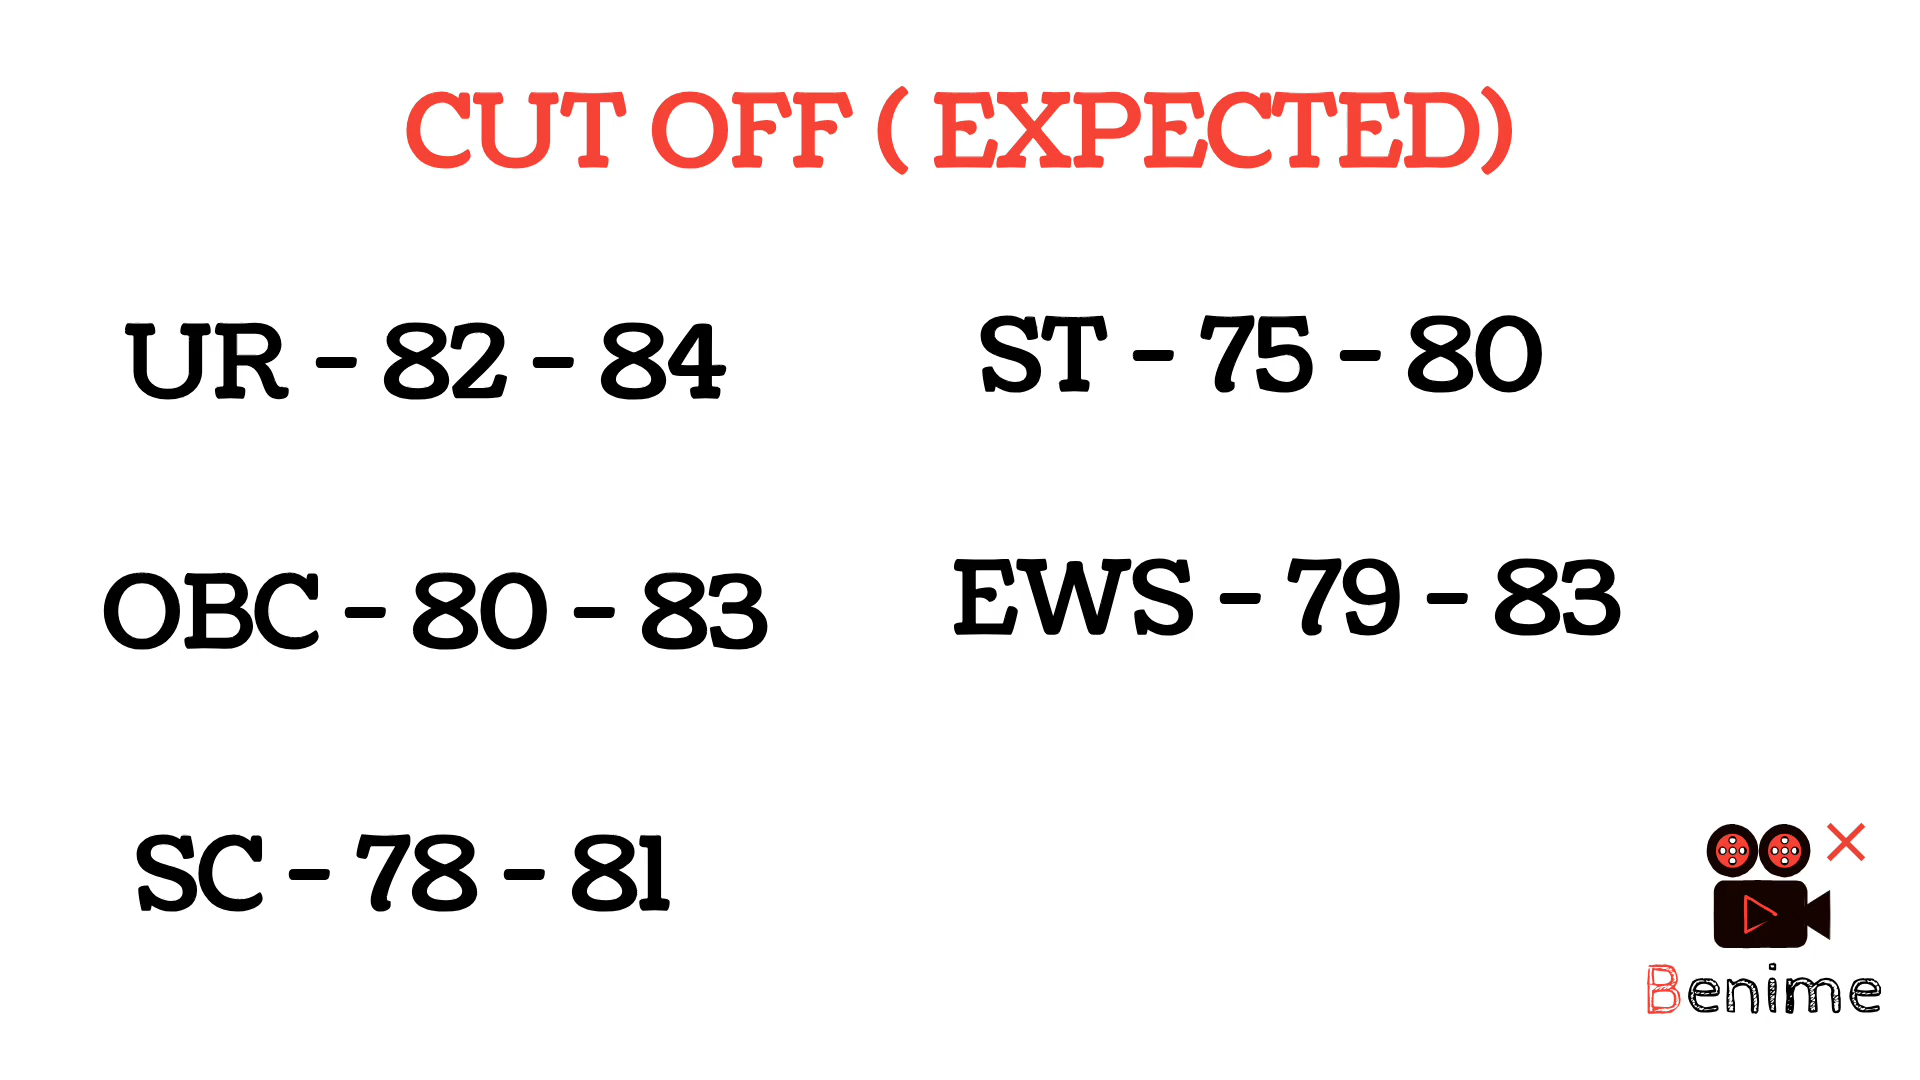 CUT OFF ( EXPECTED)
UR - 82 - 84
ST - 75 - 80
OBC - 80 - 83
EWS - 79 - 83
SC - 78 - 81
Benime